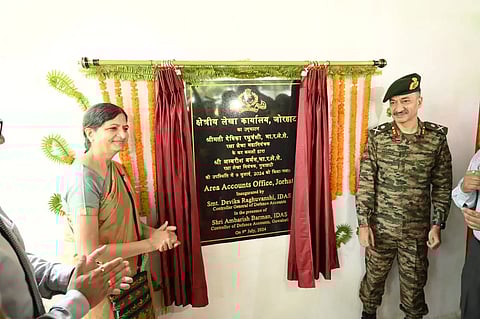 क्षेत्रीय लेखा कार्यालय, जोरहाट
का उद्घाटन
श्रीमती देविका रघुवंशी, भा.र.ले.से.
रक्षा लेखा महानियंत्रक
के कर कमलों द्वारा
श्री अम्बरीश बर्मन, भा.र.ले.से.
रक्षा लेखा नियंत्रक, गुवाहाटी
की उपस्थिति में 9 जुलाई, 2024 को किया गया।
Area Accounts Office, Jorhat
Inaugurated by
Smt. Devika Raghuvanshi, IDAS
Controller General of Defence Accounts
in the presence of
Shri Ambarish Barman, IDAS
Controller of Defence Accounts, Guwahati
On 9th July, 2024